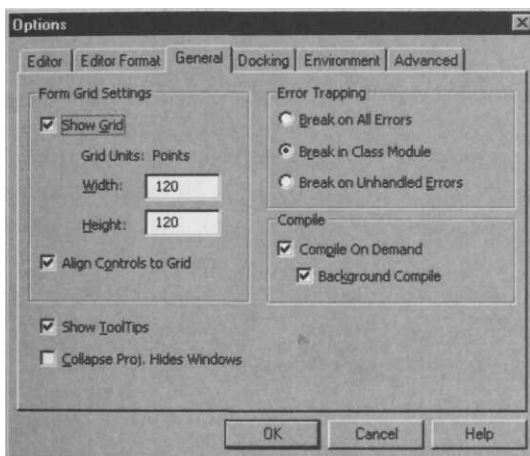 Options
Editor
Editor Format
General
Docking
Environment
Advanced
Form Grid Settings
Show Grid
Grid Units: Points
Width: 120
Height: 120
Align Controls to Grid
Show ToolTips
Collapse Proj. Hides Windows
Error Trapping
Break on All Errors
Break in Class Module
Break on Unhandled Errors
Compile
Compile On Demand
Background Compile
OK
Cancel
Help